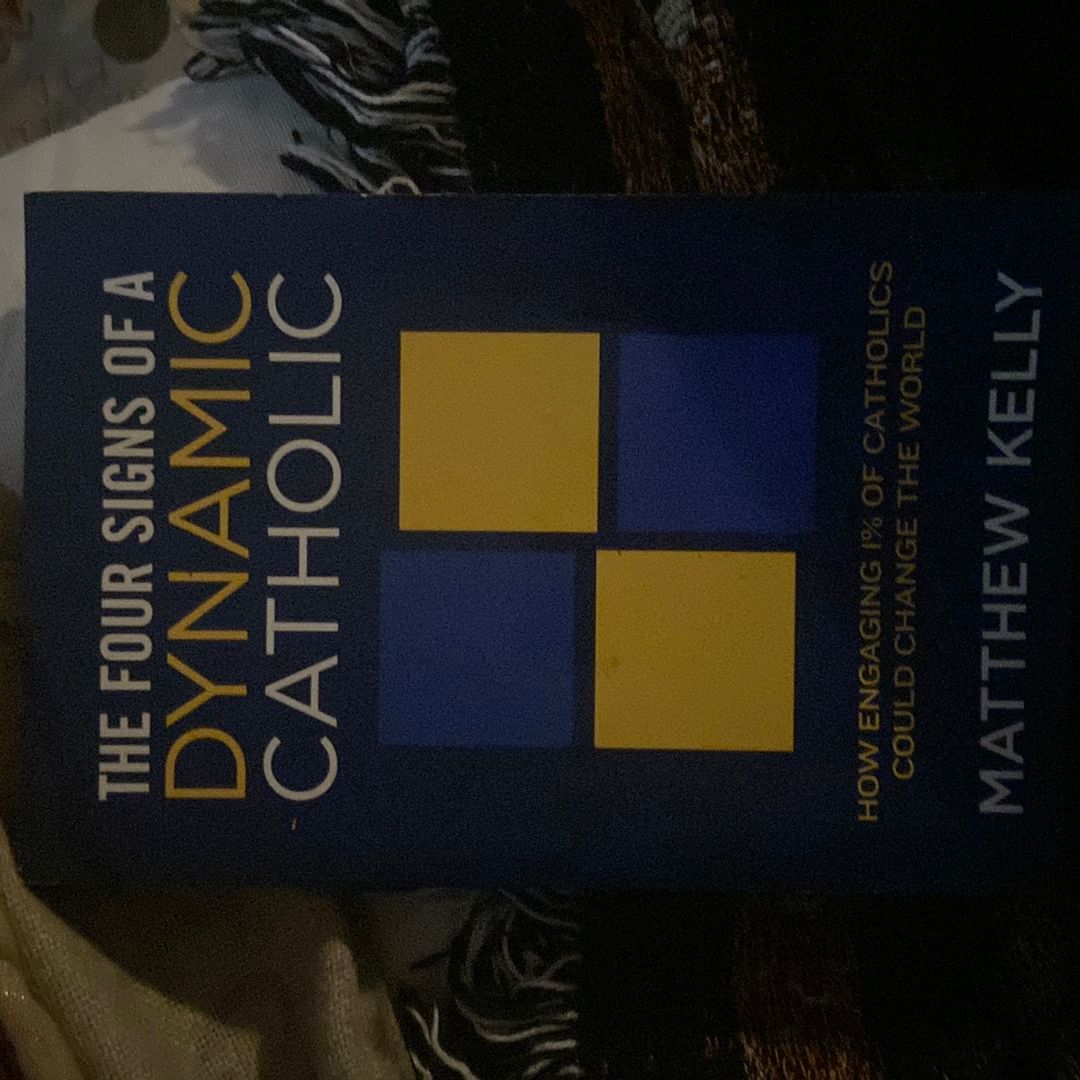 THE FOUR SIGNS OF A
DYNAMIC
CATHOLIC
HOW ENGAGING 1% OF CATHOLICS
COULD CHANGE THE WORLD
MATTHEW KELLY